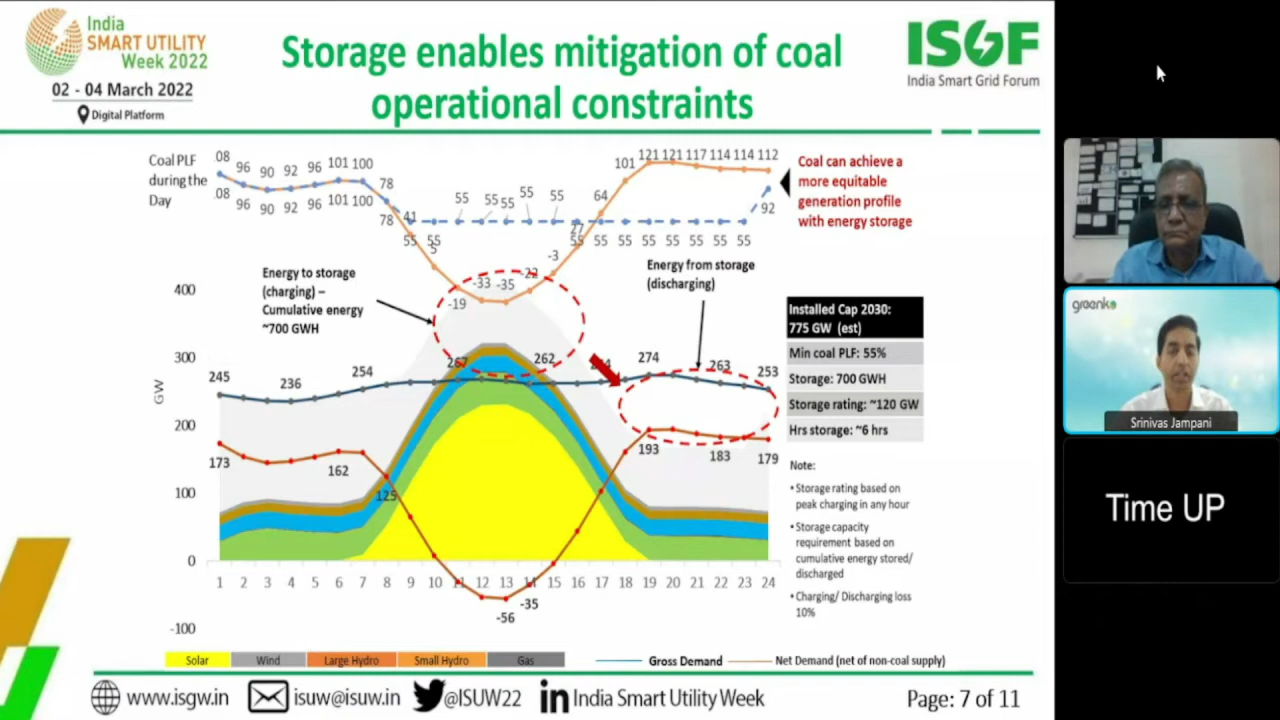 India
SMART UTILITY
Week 2022
02 - 04 March 2022
Digital Platform
Storage enables mitigation of coal
operational constraints
ISGF
India Smart Grid Forum
Coal PLF
during the
Day
08 96 90 92 96 101 100 78 101 121 121 117 114 114 112
08 96 90 92 96 101 100 78 41 55 55 55 55 55 64 92
55 55 5 27 55 55 55 55 55 55 55 55
-19 -33 -35 -22 -3
Coal can achieve a
more equitable
generation profile
with energy storage
Energy to storage
(charging) –
Cumulative energy
~700 GWH
Energy from storage
(discharging)
GW
400
300
200
100
0
-100
245 236 254 267 262 274 263 253
173 162 125 193 183 179
-56 -35
1 2 3 4 5 6 7 8 9 10 11 12 13 14 15 16 17 18 19 20 21 22 23 24
Installed Cap 2030:
775 GW (est)
Min coal PLF: 55%
Storage: 700 GWH
Storage rating: ~120 GW
Hrs storage: ~6 hrs
Note:
• Storage rating based on
peak charging in any hour
• Storage capacity
requirement based on
cumulative energy stored/
discharged
• Charging/ Discharging loss
10%
Solar Wind Large Hydro Small Hydro Gas Gross Demand Net Demand (net of non-coal supply)
www.isgw.in isuw@isuw.in @ISUW22 in India Smart Utility Week Page: 7 of 11
greenko
Srinivas Jampani
Time UP